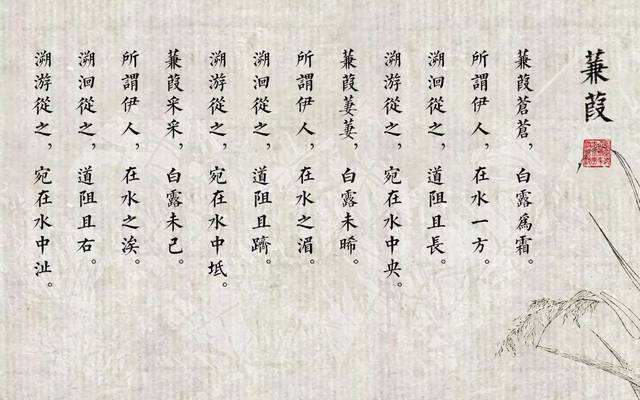 蒹葭
蒹葭蒼蒼，白露爲霜。
所謂伊人，在水一方。
溯洄從之，道阻且長。
溯游從之，宛在水中央。
蒹葭萋萋，白露未晞。
所謂伊人，在水之湄。
溯洄從之，道阻且躋。
溯游從之，宛在水中坻。
蒹葭采采，白露未已。
所謂伊人，在水之涘。
溯洄從之，道阻且右。
溯游從之，宛在水中沚。